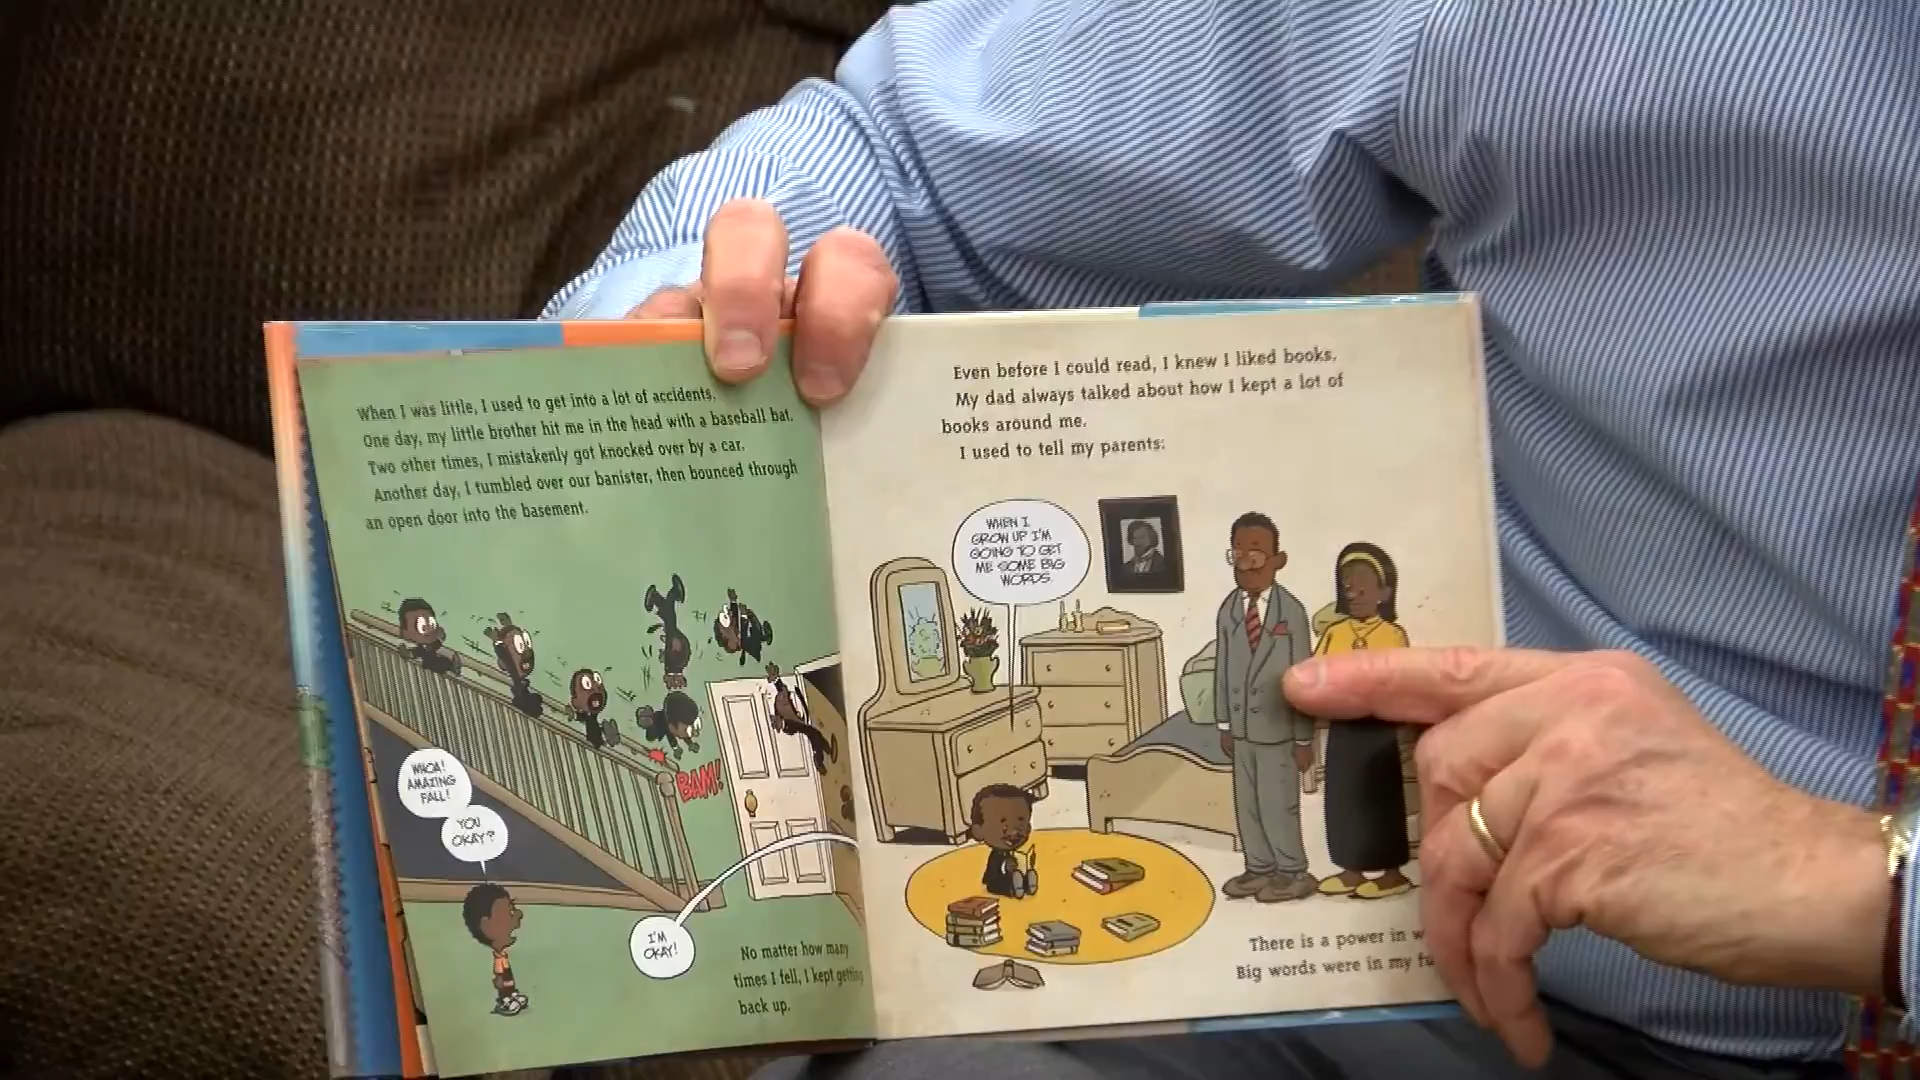 When I was little, I used to get into a lot of accidents.
One day, my little brother hit me in the head with a baseball bat.
Two other times, I mistakenly got knocked over by a car.
Another day, I tumbled over our banister, then bounced through
an open door into the basement.
BAM!
WHOA!
AMAZING
FALL!
YOU
OKAY?
I'M
OKAY!
No matter how many
times I fell, I kept getting
back up.
Even before I could read, I knew I liked books.
My dad always talked about how I kept a lot of
books around me.
I used to tell my parents:
WHEN I
GROW UP I'M
GOING TO GET
ME SOME BIG
WORDS.
There is a power in
Big words were in my